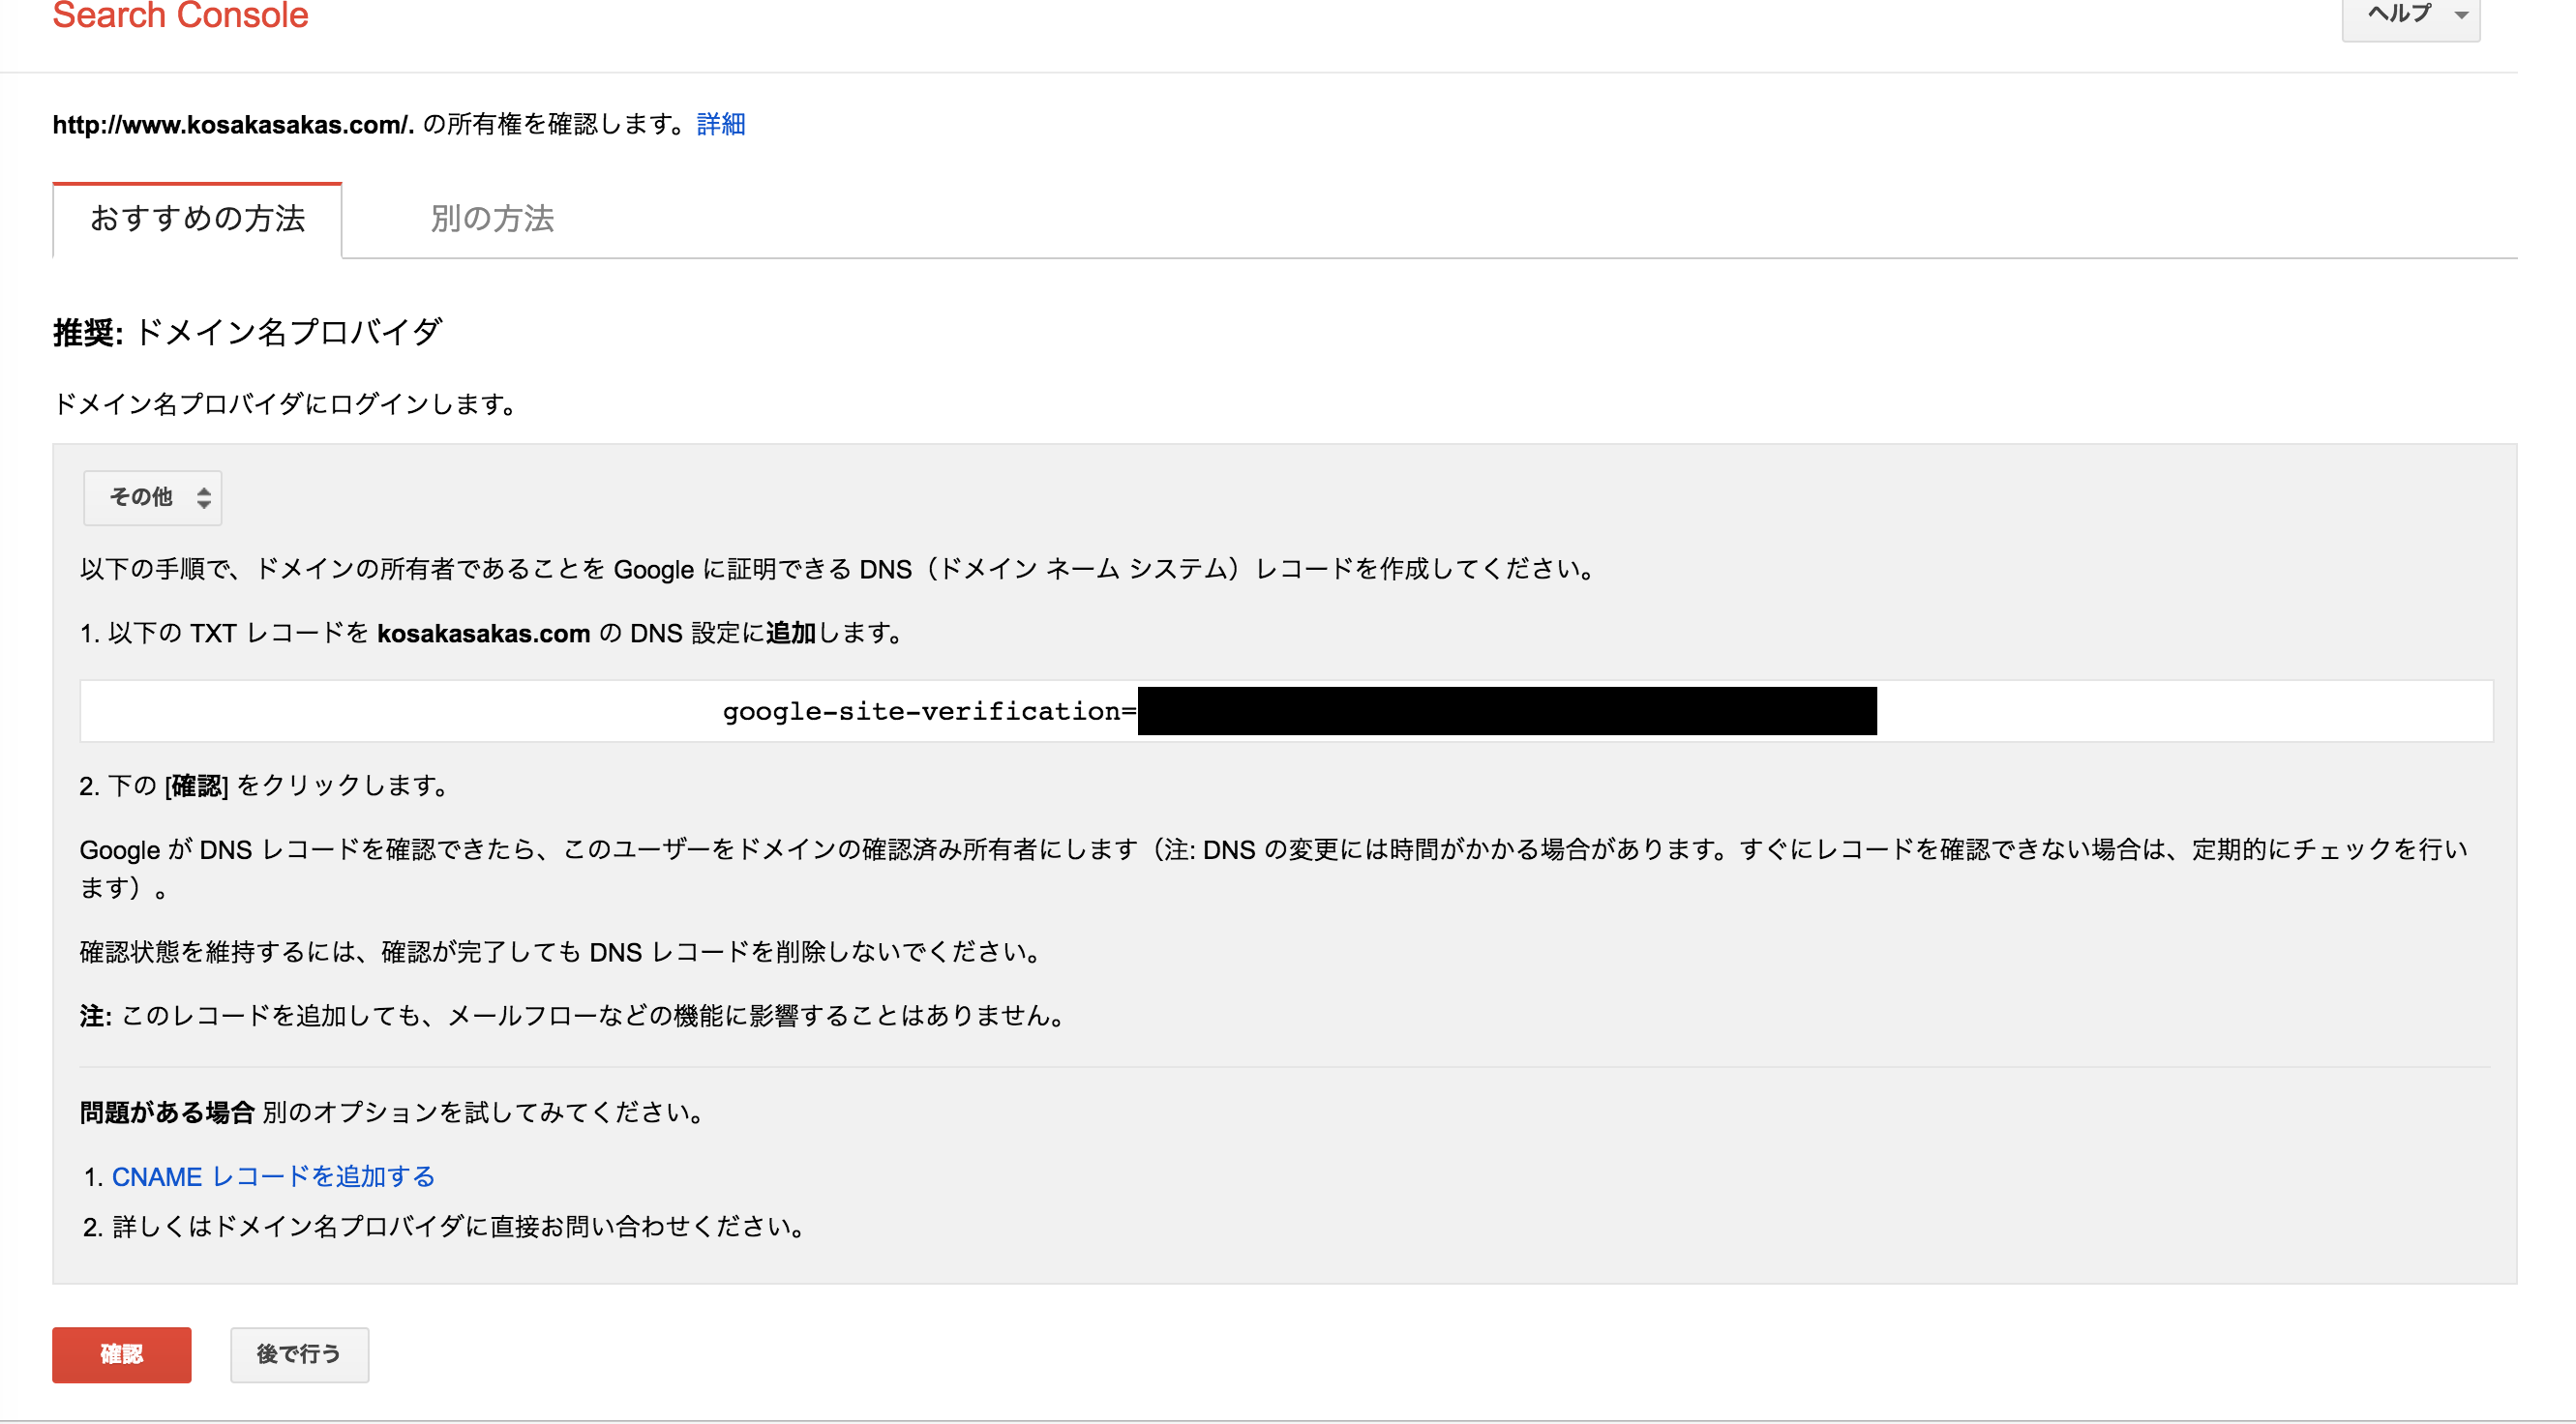 Search Console
ヘルプ
http://www.kosakasakas.com/. の所有権を確認します。詳細
おすすめの方法
別の方法
推奨: ドメイン名プロバイダ
ドメイン名プロバイダにログインします。
その他
以下の手順で、ドメインの所有者であることを Google に証明できる DNS（ドメイン ネーム システム）レコードを作成してください。
1. 以下の TXT レコードを kosakasakas.com の DNS 設定に追加します。
google-site-verification=
2. 下の [確認] をクリックします。
Google が DNS レコードを確認できたら、このユーザーをドメインの確認済み所有者にします（注: DNS の変更には時間がかかる場合があります。すぐにレコードを確認できない場合は、定期的にチェックを行い
ます）。
確認状態を維持するには、確認が完了しても DNS レコードを削除しないでください。
注: このレコードを追加しても、メールフローなどの機能に影響することはありません。
問題がある場合 別のオプションを試してみてください。
1. CNAME レコードを追加する
2. 詳しくはドメイン名プロバイダに直接お問い合わせください。
確認
後で行う